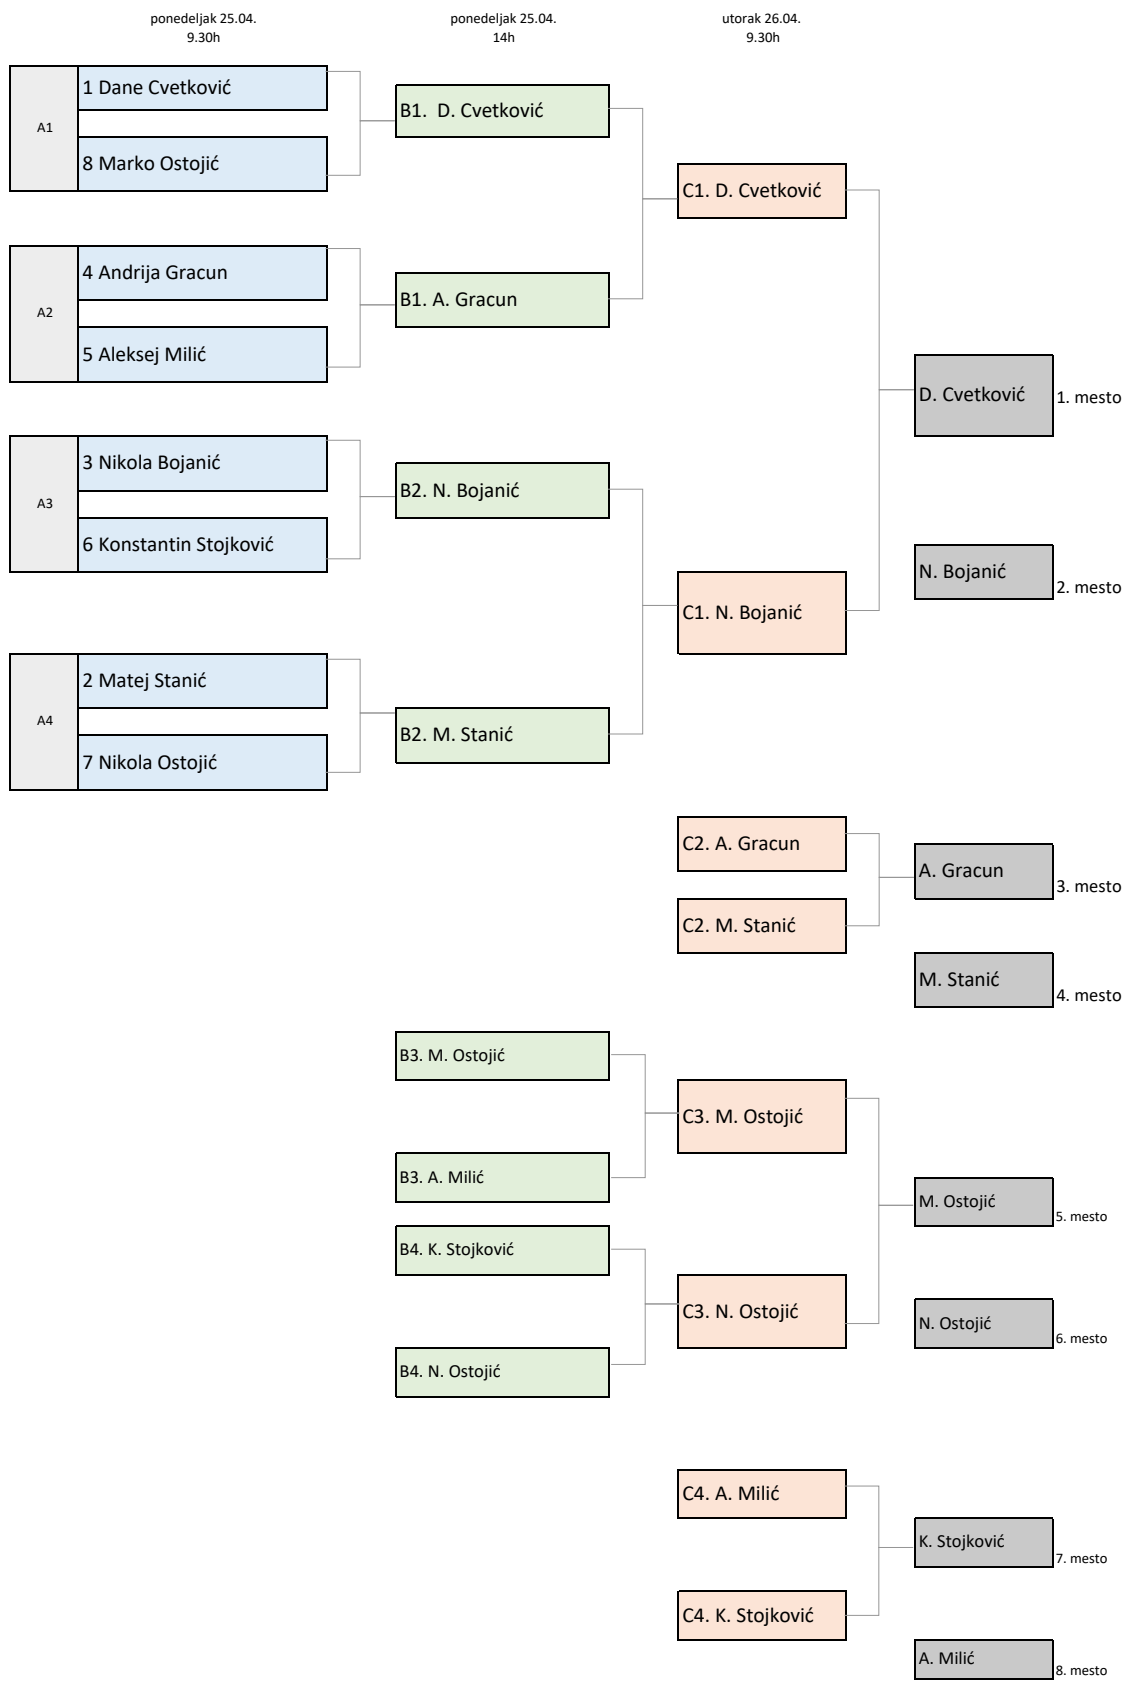 ponedeljak 25.04.
9.30h
ponedeljak 25.04.
14h
utorak 26.04.
9.30h
A1
1 Dane Cvetković
8 Marko Ostojić
B1.  D. Cvetković
C1. D. Cvetković
A2
4 Andrija Gracun
5 Aleksej Milić
B1. A. Gracun
D. Cvetković
1. mesto
A3
3 Nikola Bojanić
6 Konstantin Stojković
B2. N. Bojanić
N. Bojanić
2. mesto
C1. N. Bojanić
A4
2 Matej Stanić
7 Nikola Ostojić
B2. M. Stanić
C2. A. Gracun
A. Gracun
3. mesto
C2. M. Stanić
M. Stanić
4. mesto
B3. M. Ostojić
C3. M. Ostojić
B3. A. Milić
M. Ostojić
5. mesto
B4. K. Stojković
C3. N. Ostojić
N. Ostojić
6. mesto
B4. N. Ostojić
C4. A. Milić
K. Stojković
7. mesto
C4. K. Stojković
A. Milić
8. mesto